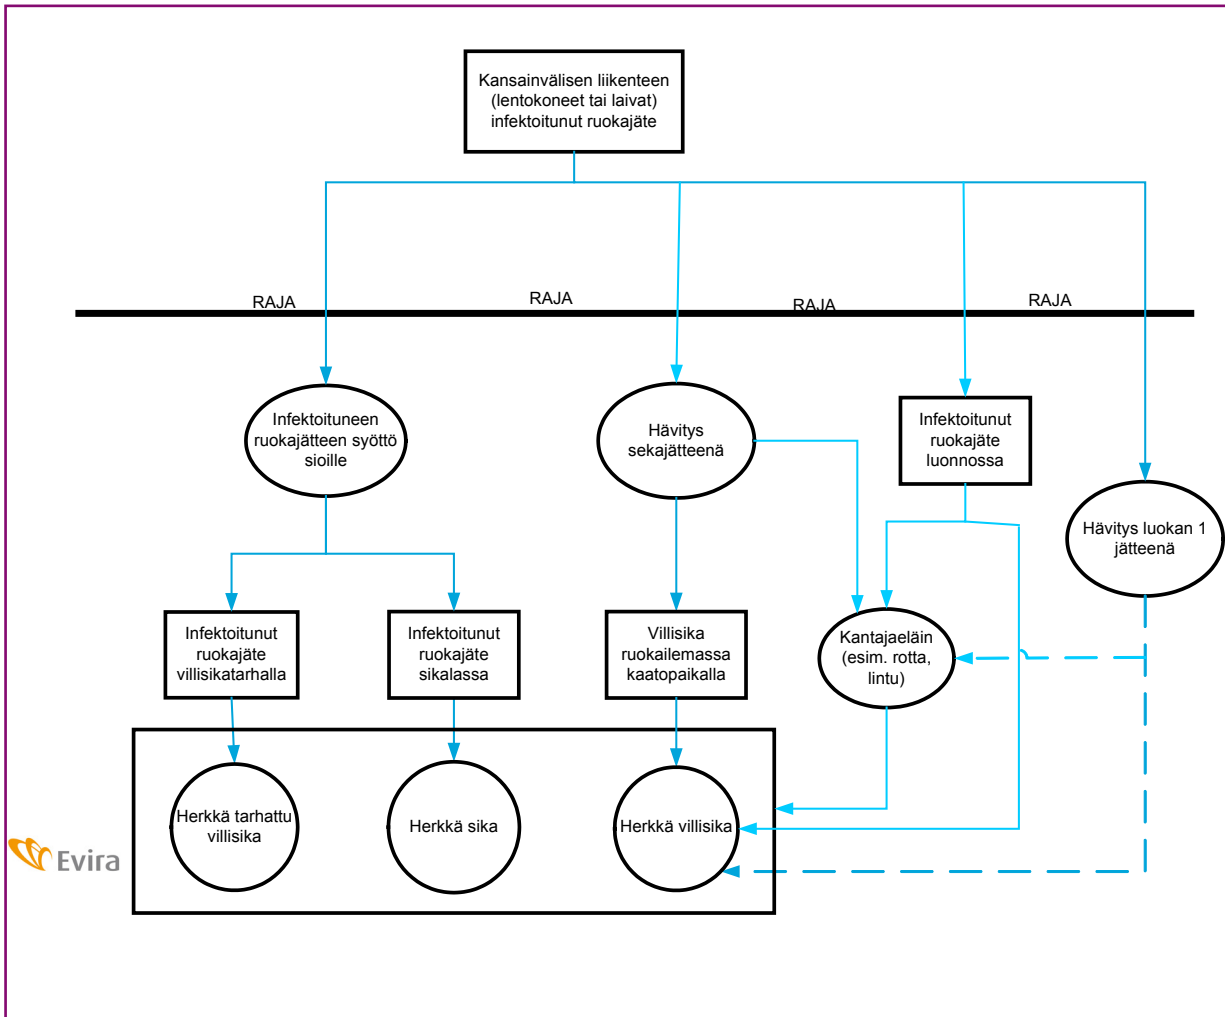 Kansainvälisen liikenteen
(lentokoneet tai laivat)
infektoitunut ruokajäte
RAJA
RAJA
RAJA
RAJA
Infektoituneen
ruokajätteen syöttö
sioille
Hävitys
sekajätteenä
Infektoitunut
ruokajäte
luonnossa
Hävitys luokan 1
jätteenä
Infektoitunut
ruokajäte
villisikatarhalla
Infektoitunut
ruokajäte
sikalassa
Villisika
ruokailemassa
kaatopaikalla
Kantajaeläin
(esim. rotta,
lintu)
Herkkä tarhattu
villisika
Herkkä sika
Herkkä villisika
Evira